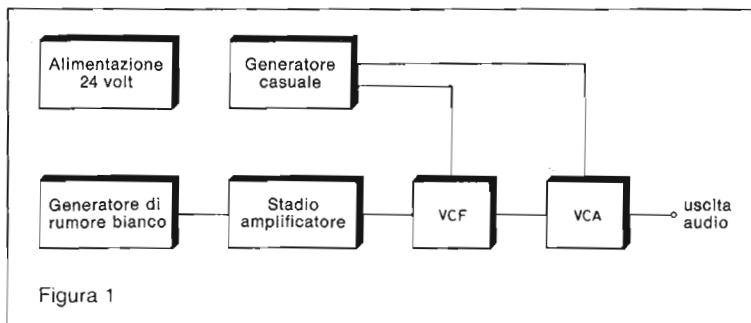 Alimentazione
24 volt
Generatore
casuale
Generatore di
rumore bianco
Stadio
amplificatore
VCF
VCA
uscita
audio
Figura 1